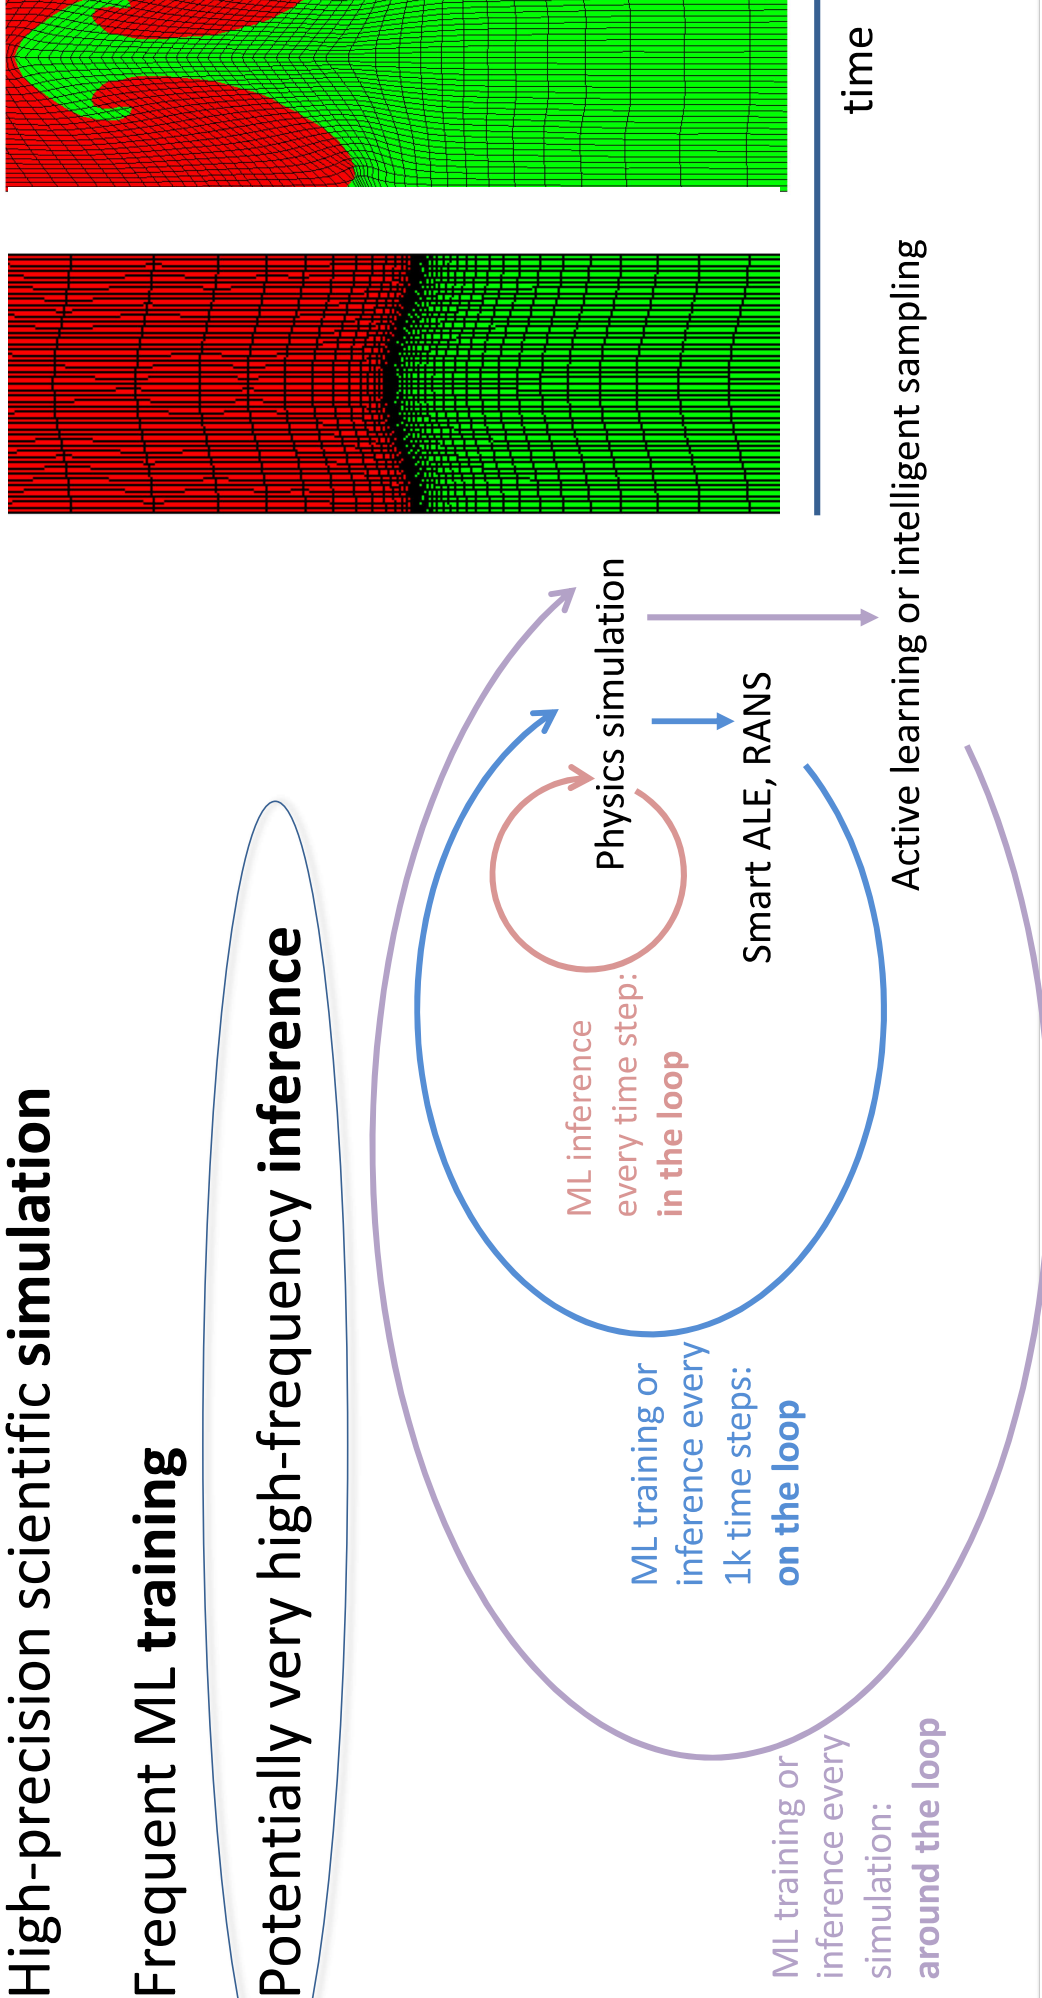 High-precision scientific simulation
Frequent ML training
Potentially very high-frequency inference
ML inference
every time step:
in the loop
Physics simulation
ML training or
inference every
1k time steps:
on the loop
Smart ALE, RANS
ML training or
inference every
simulation:
around the loop
Active learning or intelligent sampling
time